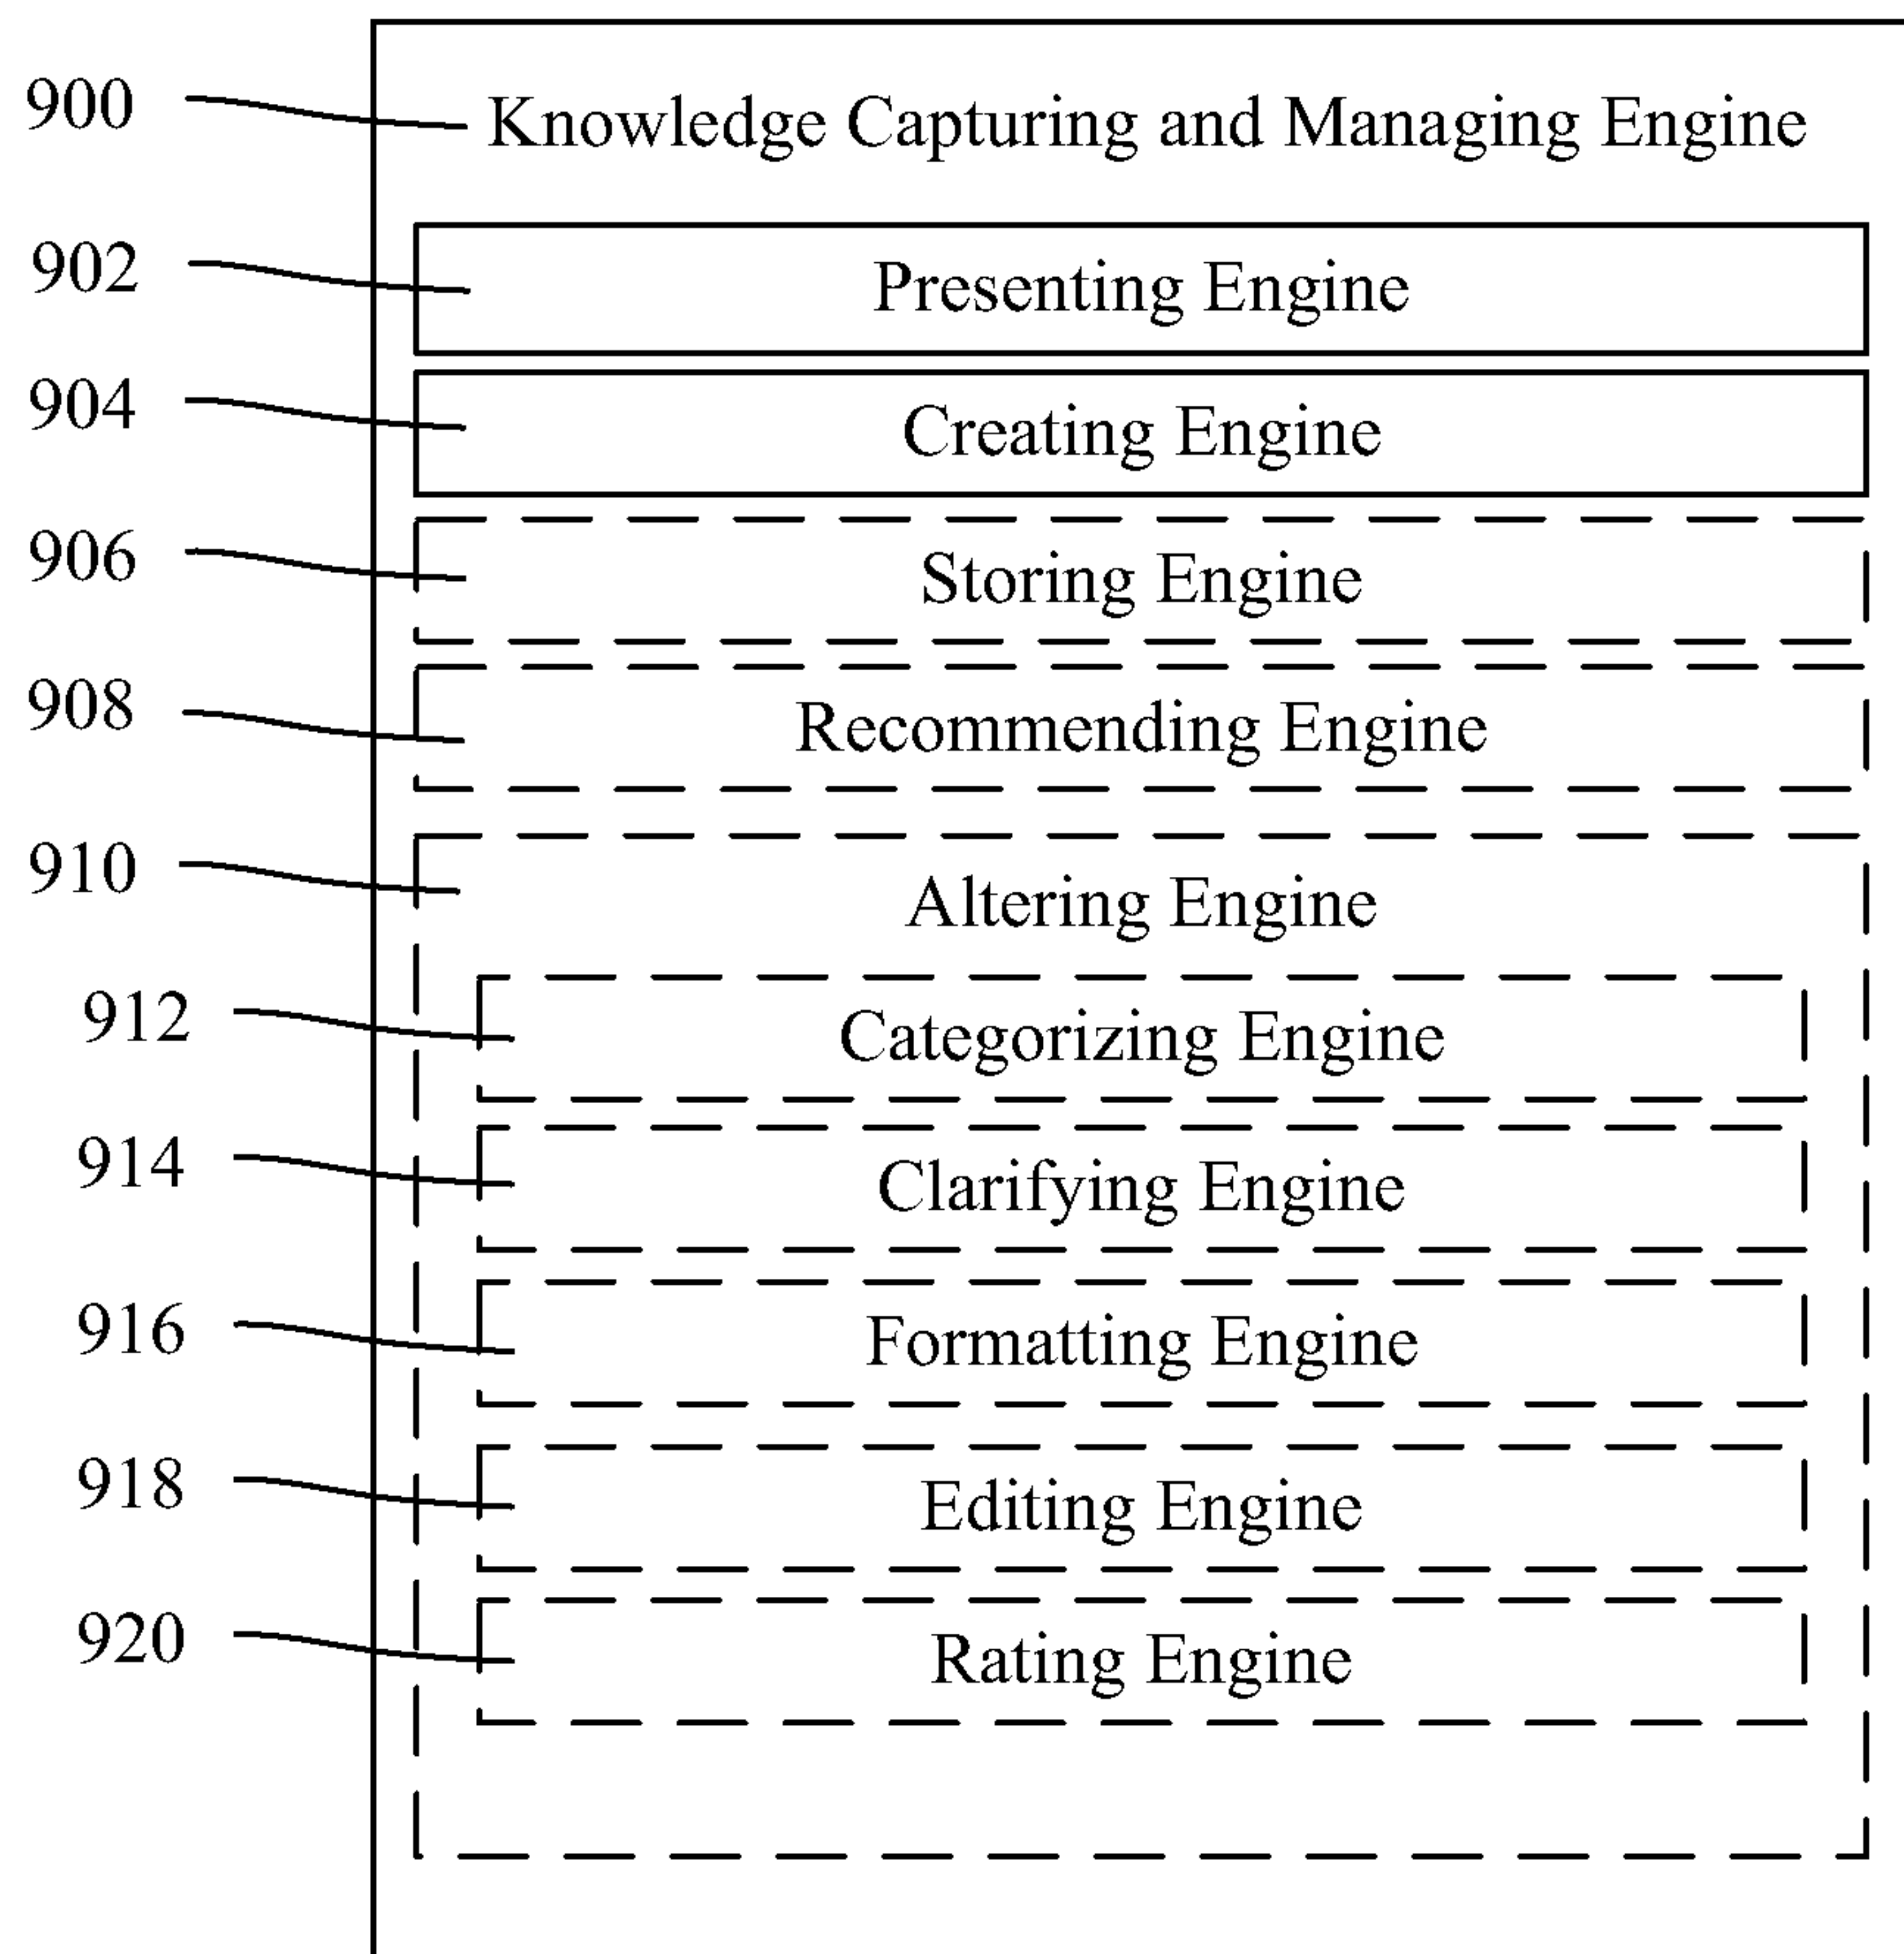 900 Knowledge Capturing and Managing Engine
902 Presenting Engine
904 Creating Engine
906 Storing Engine
908 Recommending Engine
910 Altering Engine
912 Categorizing Engine
914 Clarifying Engine
916 Formatting Engine
918 Editing Engine
920 Rating Engine